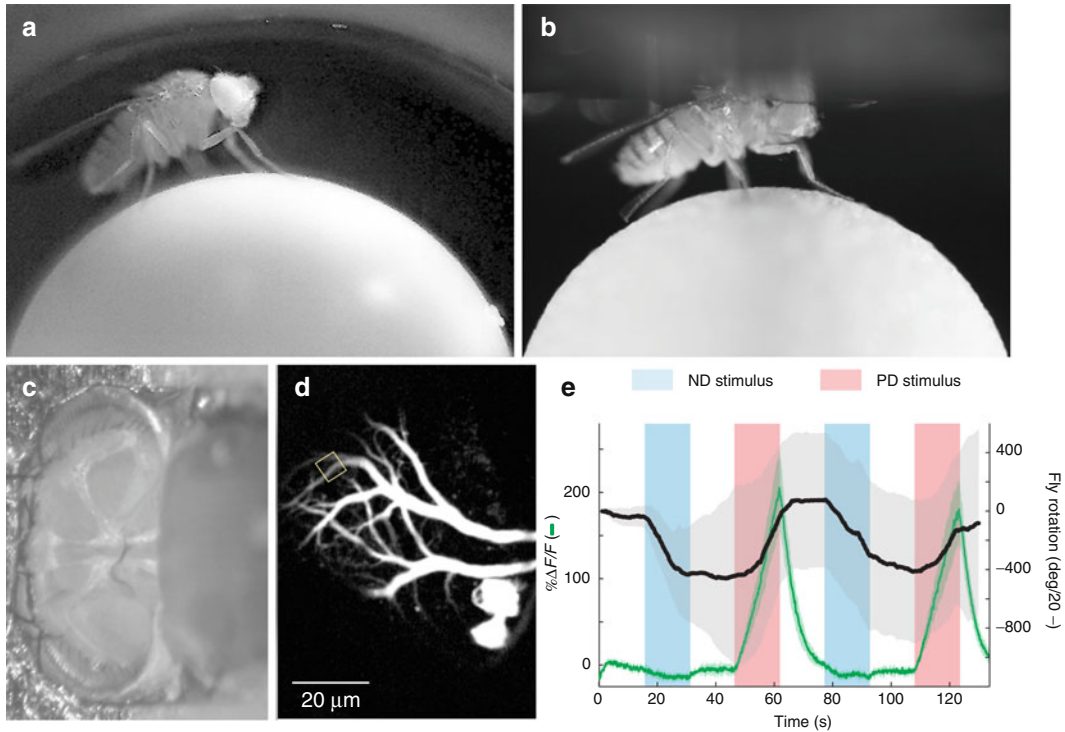 a
b
c
d
20 μm
e
ND stimulus
PD stimulus
%ΔF/F (–)
200
100
0
400
0
−400
−800
Fly rotation (deg/20 −)
0
20
40
60
80
100
120
Time (s)